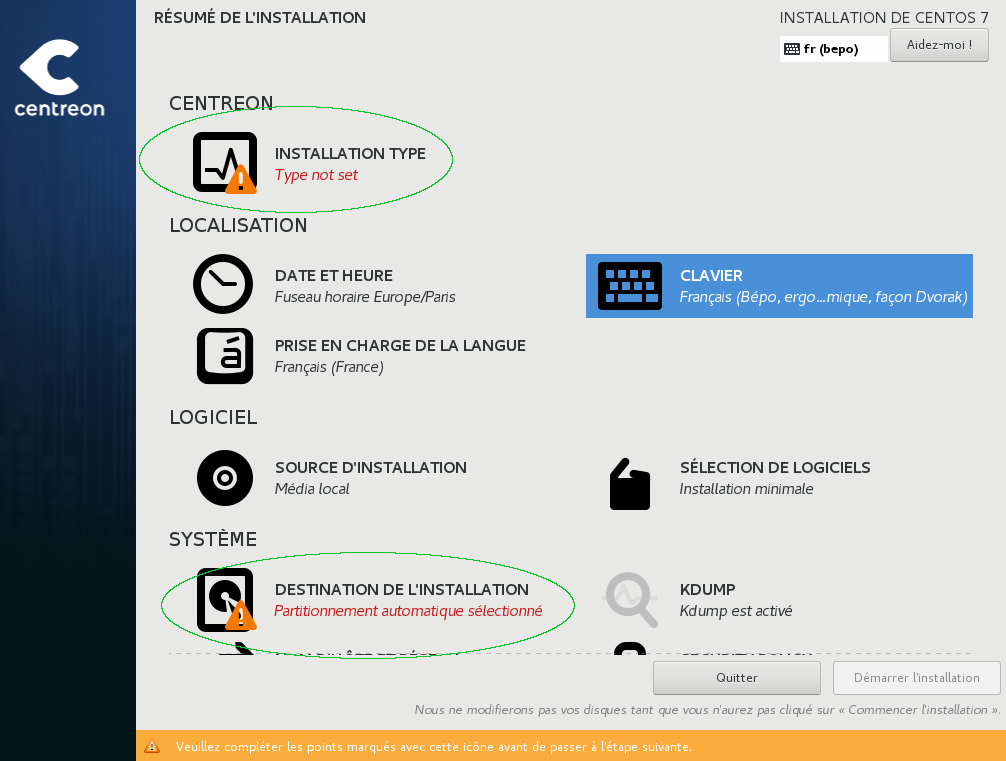 RÉSUMÉ DE L'INSTALLATION
INSTALLATION DE CENTOS 7
fr (bepo)
Aidez-moi !
centreon
CENTREON
INSTALLATION TYPE
Type not set
LOCALISATION
DATE ET HEURE
Fuseau horaire Europe/Paris
CLAVIER
Français (Bépo, ergo...mique, façon Dvorak)
PRISE EN CHARGE DE LA LANGUE
Français (France)
LOGICIEL
SOURCE D'INSTALLATION
Média local
SÉLECTION DE LOGICIELS
Installation minimale
SYSTÈME
DESTINATION DE L'INSTALLATION
Partitionnement automatique sélectionné
KDUMP
Kdump est activé
Quitter
Démarrer l'installation
Nous ne modifierons pas vos disques tant que vous n'aurez pas cliqué sur « Commencer l'installation ».
Veuillez compléter les points marqués avec cette icône avant de passer à l'étape suivante.